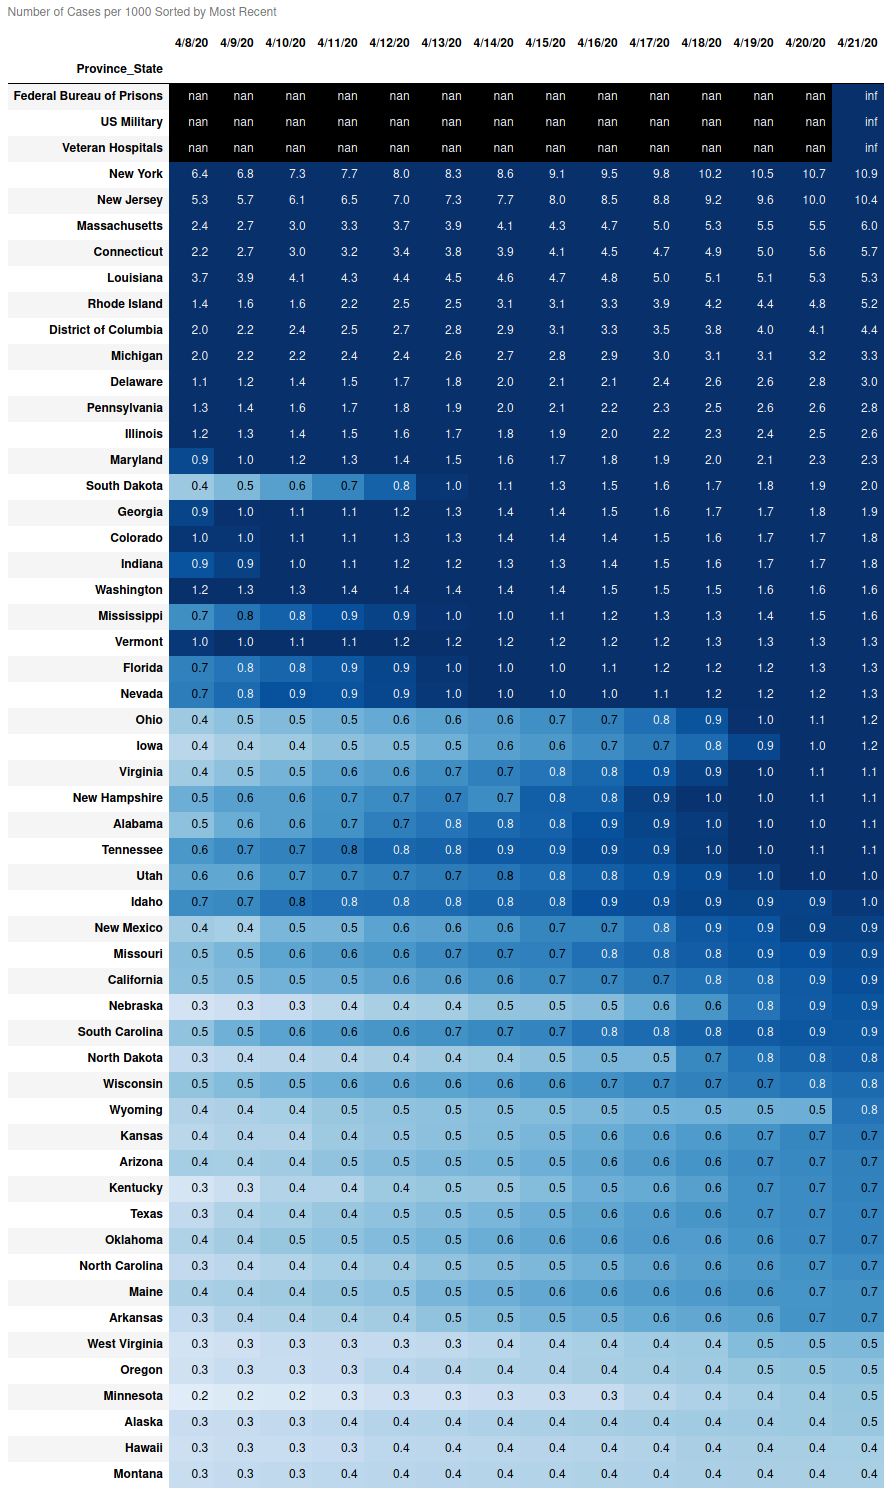 Number of Cases per 1000 Sorted by Most Recent
4/8/20 4/9/20 4/10/20 4/11/20 4/12/20 4/13/20 4/14/20 4/15/20 4/16/20 4/17/20 4/18/20 4/19/20 4/20/20 4/21/20
Province_State
Federal Bureau of Prisons nan nan nan nan nan nan nan nan nan nan nan nan nan inf
US Military nan nan nan nan nan nan nan nan nan nan nan nan nan inf
Veteran Hospitals nan nan nan nan nan nan nan nan nan nan nan nan nan inf
New York 6.4 6.8 7.3 7.7 8.0 8.3 8.6 9.1 9.5 9.8 10.2 10.5 10.7 10.9
New Jersey 5.3 5.7 6.1 6.5 7.0 7.3 7.7 8.0 8.5 8.8 9.2 9.6 10.0 10.4
Massachusetts 2.4 2.7 3.0 3.3 3.7 3.9 4.1 4.3 4.7 5.0 5.3 5.5 5.5 6.0
Connecticut 2.2 2.7 3.0 3.2 3.4 3.8 3.9 4.1 4.5 4.7 4.9 5.0 5.6 5.7
Louisiana 3.7 3.9 4.1 4.3 4.4 4.5 4.6 4.7 4.8 5.0 5.1 5.1 5.3 5.3
Rhode Island 1.4 1.6 1.6 2.2 2.5 2.5 3.1 3.1 3.3 3.9 4.2 4.4 4.8 5.2
District of Columbia 2.0 2.2 2.4 2.5 2.7 2.8 2.9 3.1 3.3 3.5 3.8 4.0 4.1 4.4
Michigan 2.0 2.2 2.2 2.4 2.4 2.6 2.7 2.8 2.9 3.0 3.1 3.1 3.2 3.3
Delaware 1.1 1.2 1.4 1.5 1.7 1.8 2.0 2.1 2.1 2.4 2.6 2.6 2.8 3.0
Pennsylvania 1.3 1.4 1.6 1.7 1.8 1.9 2.0 2.1 2.2 2.3 2.5 2.6 2.6 2.8
Illinois 1.2 1.3 1.4 1.5 1.6 1.7 1.8 1.9 2.0 2.2 2.3 2.4 2.5 2.6
Maryland 0.9 1.0 1.2 1.3 1.4 1.5 1.6 1.7 1.8 1.9 2.0 2.1 2.3 2.3
South Dakota 0.4 0.5 0.6 0.7 0.8 1.0 1.1 1.3 1.5 1.6 1.7 1.8 1.9 2.0
Georgia 0.9 1.0 1.1 1.1 1.2 1.3 1.4 1.4 1.5 1.6 1.7 1.7 1.8 1.9
Colorado 1.0 1.0 1.1 1.1 1.3 1.3 1.4 1.4 1.4 1.5 1.6 1.7 1.7 1.8
Indiana 0.9 0.9 1.0 1.1 1.2 1.2 1.3 1.3 1.4 1.5 1.6 1.7 1.7 1.8
Washington 1.2 1.3 1.3 1.4 1.4 1.4 1.4 1.4 1.5 1.5 1.5 1.6 1.6 1.6
Mississippi 0.7 0.8 0.8 0.9 0.9 1.0 1.0 1.1 1.2 1.3 1.3 1.4 1.5 1.6
Vermont 1.0 1.0 1.1 1.1 1.2 1.2 1.2 1.2 1.2 1.2 1.3 1.3 1.3 1.3
Florida 0.7 0.8 0.8 0.9 0.9 1.0 1.0 1.0 1.1 1.2 1.2 1.2 1.3 1.3
Nevada 0.7 0.8 0.9 0.9 0.9 1.0 1.0 1.0 1.0 1.1 1.2 1.2 1.2 1.3
Ohio 0.4 0.5 0.5 0.5 0.6 0.6 0.6 0.7 0.7 0.8 0.9 1.0 1.1 1.2
Iowa 0.4 0.4 0.4 0.5 0.5 0.5 0.6 0.6 0.7 0.7 0.8 0.9 1.0 1.2
Virginia 0.4 0.5 0.5 0.6 0.6 0.7 0.7 0.8 0.8 0.9 0.9 1.0 1.1 1.1
New Hampshire 0.5 0.6 0.6 0.7 0.7 0.7 0.7 0.8 0.8 0.9 1.0 1.0 1.1 1.1
Alabama 0.5 0.6 0.6 0.7 0.7 0.8 0.8 0.8 0.9 0.9 1.0 1.0 1.0 1.1
Tennessee 0.6 0.7 0.7 0.8 0.8 0.8 0.9 0.9 0.9 0.9 1.0 1.0 1.1 1.1
Utah 0.6 0.6 0.7 0.7 0.7 0.7 0.8 0.8 0.8 0.9 0.9 1.0 1.0 1.0
Idaho 0.7 0.7 0.8 0.8 0.8 0.8 0.8 0.8 0.9 0.9 0.9 0.9 0.9 1.0
New Mexico 0.4 0.4 0.5 0.5 0.6 0.6 0.6 0.7 0.7 0.8 0.9 0.9 0.9 0.9
Missouri 0.5 0.5 0.6 0.6 0.6 0.7 0.7 0.7 0.8 0.8 0.8 0.9 0.9 0.9
California 0.5 0.5 0.5 0.5 0.6 0.6 0.6 0.7 0.7 0.7 0.8 0.8 0.9 0.9
Nebraska 0.3 0.3 0.3 0.4 0.4 0.4 0.5 0.5 0.5 0.6 0.6 0.8 0.9 0.9
South Carolina 0.5 0.5 0.6 0.6 0.6 0.7 0.7 0.7 0.8 0.8 0.8 0.8 0.9 0.9
North Dakota 0.3 0.4 0.4 0.4 0.4 0.4 0.4 0.5 0.5 0.5 0.7 0.8 0.8 0.8
Wisconsin 0.5 0.5 0.5 0.6 0.6 0.6 0.6 0.6 0.7 0.7 0.7 0.7 0.8 0.8
Wyoming 0.4 0.4 0.4 0.5 0.5 0.5 0.5 0.5 0.5 0.5 0.5 0.5 0.5 0.8
Kansas 0.4 0.4 0.4 0.4 0.5 0.5 0.5 0.5 0.6 0.6 0.6 0.7 0.7 0.7
Arizona 0.4 0.4 0.4 0.5 0.5 0.5 0.5 0.5 0.6 0.6 0.6 0.7 0.7 0.7
Kentucky 0.3 0.3 0.4 0.4 0.4 0.5 0.5 0.5 0.5 0.6 0.6 0.7 0.7 0.7
Texas 0.3 0.4 0.4 0.4 0.5 0.5 0.5 0.5 0.6 0.6 0.6 0.7 0.7 0.7
Oklahoma 0.4 0.4 0.5 0.5 0.5 0.5 0.5 0.6 0.6 0.6 0.6 0.6 0.7 0.7
North Carolina 0.3 0.4 0.4 0.4 0.4 0.5 0.5 0.5 0.5 0.6 0.6 0.6 0.7 0.7
Maine 0.4 0.4 0.4 0.5 0.5 0.5 0.5 0.6 0.6 0.6 0.6 0.6 0.7 0.7
Arkansas 0.3 0.4 0.4 0.4 0.4 0.5 0.5 0.5 0.5 0.6 0.6 0.6 0.7 0.7
West Virginia 0.3 0.3 0.3 0.3 0.3 0.3 0.4 0.4 0.4 0.4 0.4 0.5 0.5 0.5
Oregon 0.3 0.3 0.3 0.3 0.4 0.4 0.4 0.4 0.4 0.4 0.4 0.5 0.5 0.5
Minnesota 0.2 0.2 0.2 0.3 0.3 0.3 0.3 0.3 0.3 0.4 0.4 0.4 0.4 0.5
Alaska 0.3 0.3 0.3 0.4 0.4 0.4 0.4 0.4 0.4 0.4 0.4 0.4 0.4 0.5
Hawaii 0.3 0.3 0.3 0.3 0.4 0.4 0.4 0.4 0.4 0.4 0.4 0.4 0.4 0.4
Montana 0.3 0.3 0.3 0.4 0.4 0.4 0.4 0.4 0.4 0.4 0.4 0.4 0.4 0.4